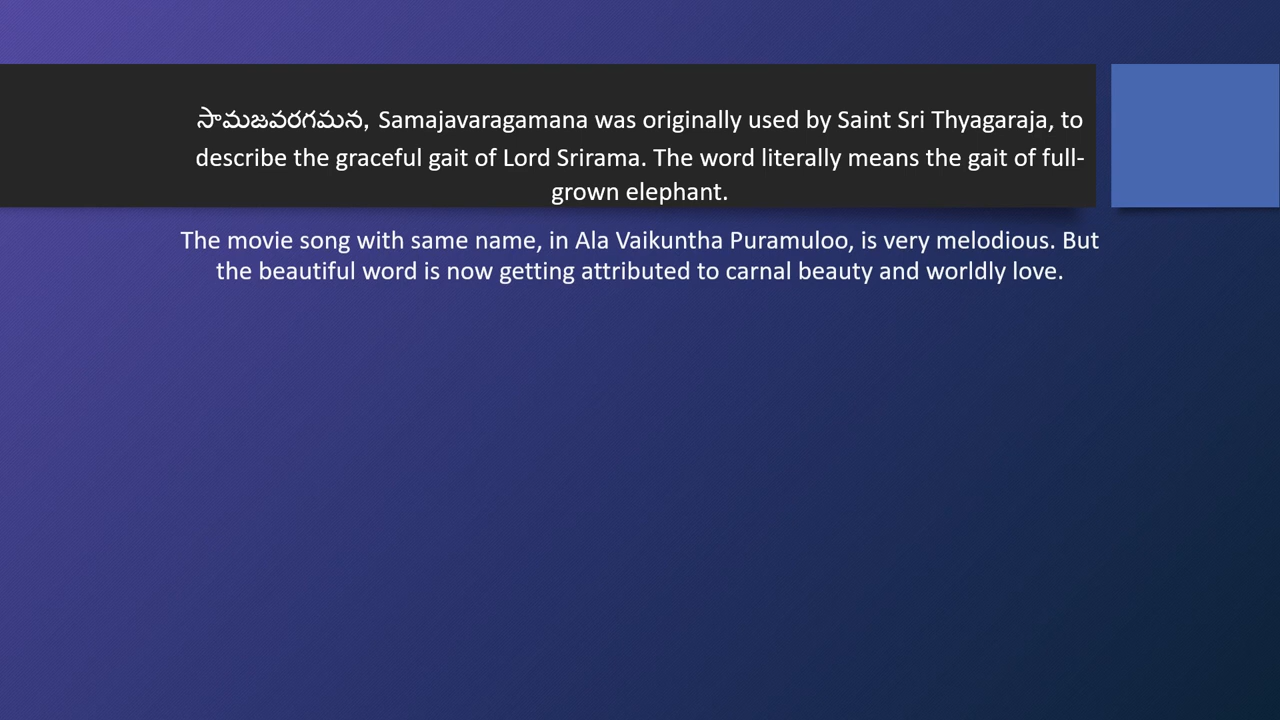 సామజవరగమన, Samajavaragamana was originally used by Saint Sri Thyagaraja, to
describe the graceful gait of Lord Srirama. The word literally means the gait of full-
grown elephant.
The movie song with same name, in Ala Vaikuntha Puramuloo, is very melodious. But
the beautiful word is now getting attributed to carnal beauty and worldly love.